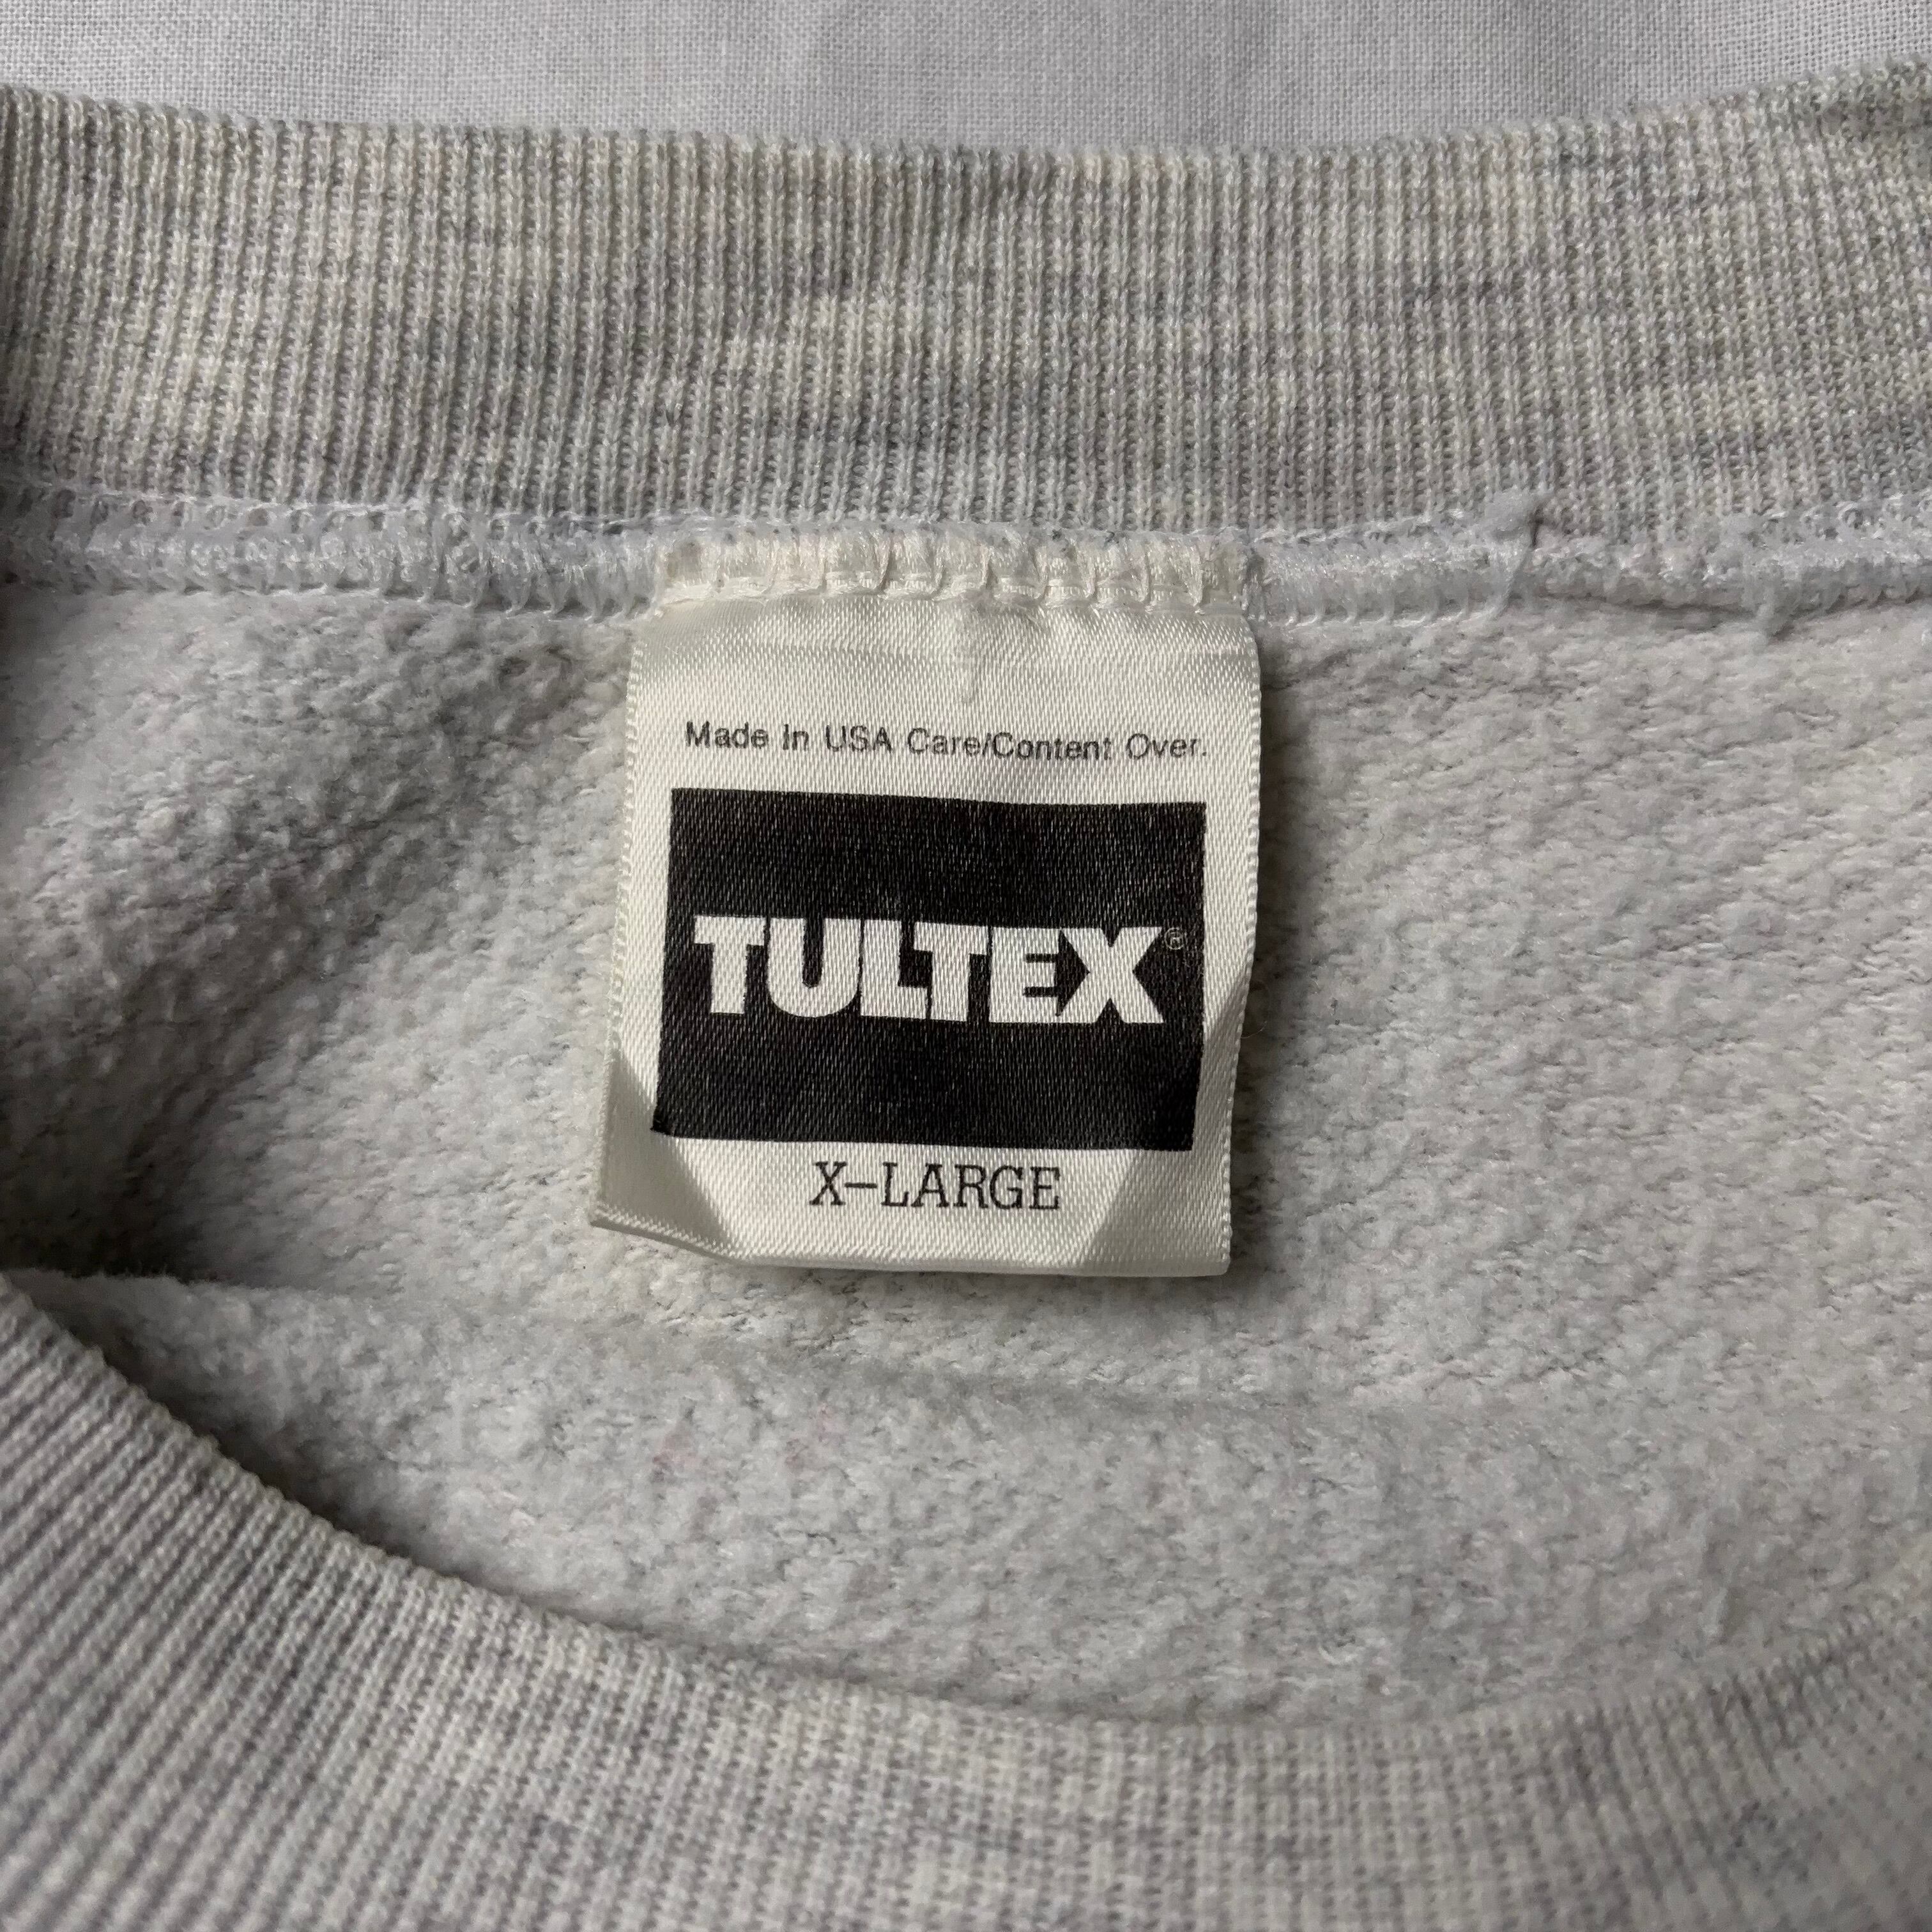 Made In USA Care/Content Over.
TULTEX®
X-LARGE